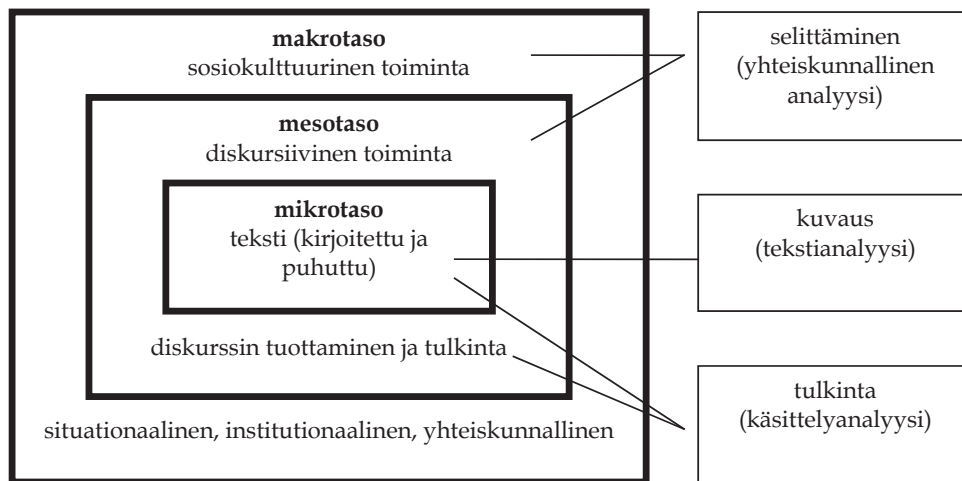 makrotaso
sosiokulttuurinen toiminta
mesotaso
diskursiivinen toiminta
mikrotaso
teksti (kirjoitettu ja
puhuttu)
diskurssin tuottaminen ja tulkinta
situationaalinen, institutionaalinen, yhteiskunnallinen
selittäminen
(yhteiskunnallinen
analyysi)
kuvaus
(tekstianalyysi)
tulkinta
(käsittelyanalyysi)